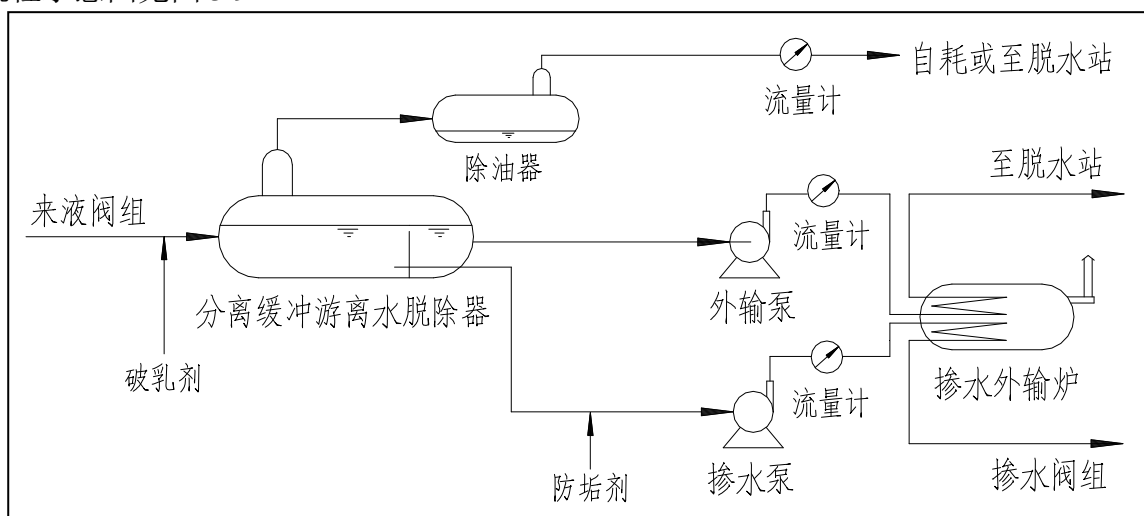 自耗或至脱水站
流量计
除油器
至脱水站
来液阀组
流量计
分离缓冲游离水脱除器
外输泵
破乳剂
流量计
掺水外输炉
防垢剂
掺水泵
掺水阀组